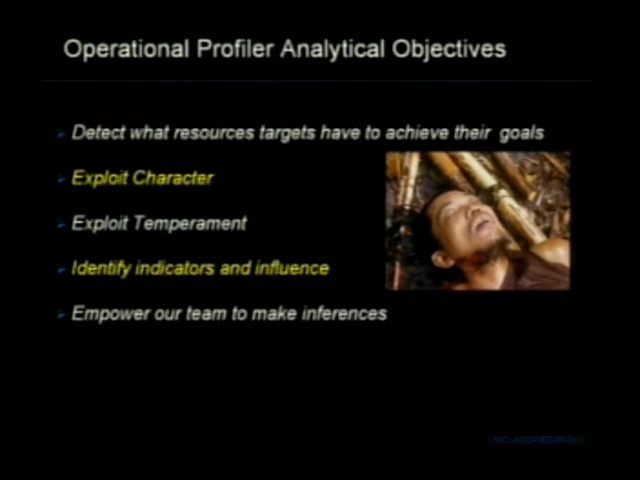 Operational Profiler Analytical Objectives
Detect what resources targets have to achieve their goals
Exploit Character
Exploit Temperament
Identify indicators and influence
Empower our team to make inferences